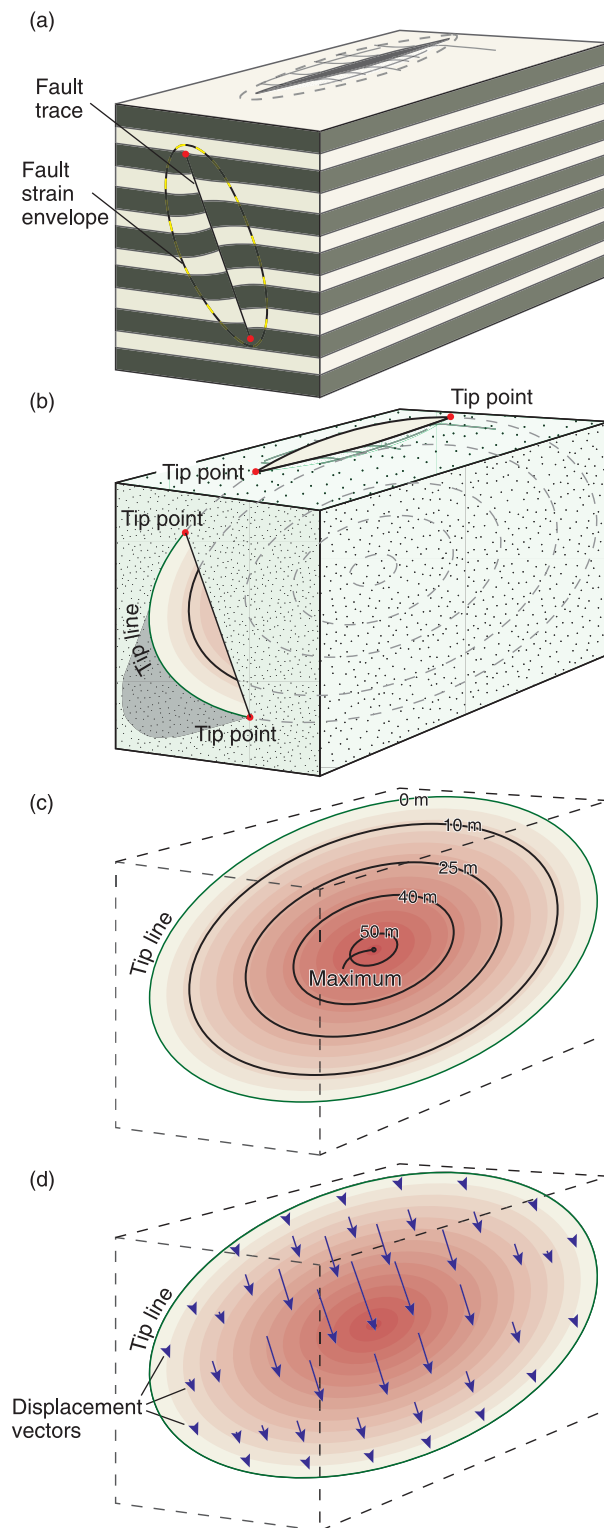 (a)
Fault
trace
Fault
strain
envelope
(b)
Tip point
Tip point
Tip point
Tip line
Tip point
(c)
0 m
10 m
25 m
40 m
50 m
Maximum
Tip line
(d)
Tip line
Displacement
vectors